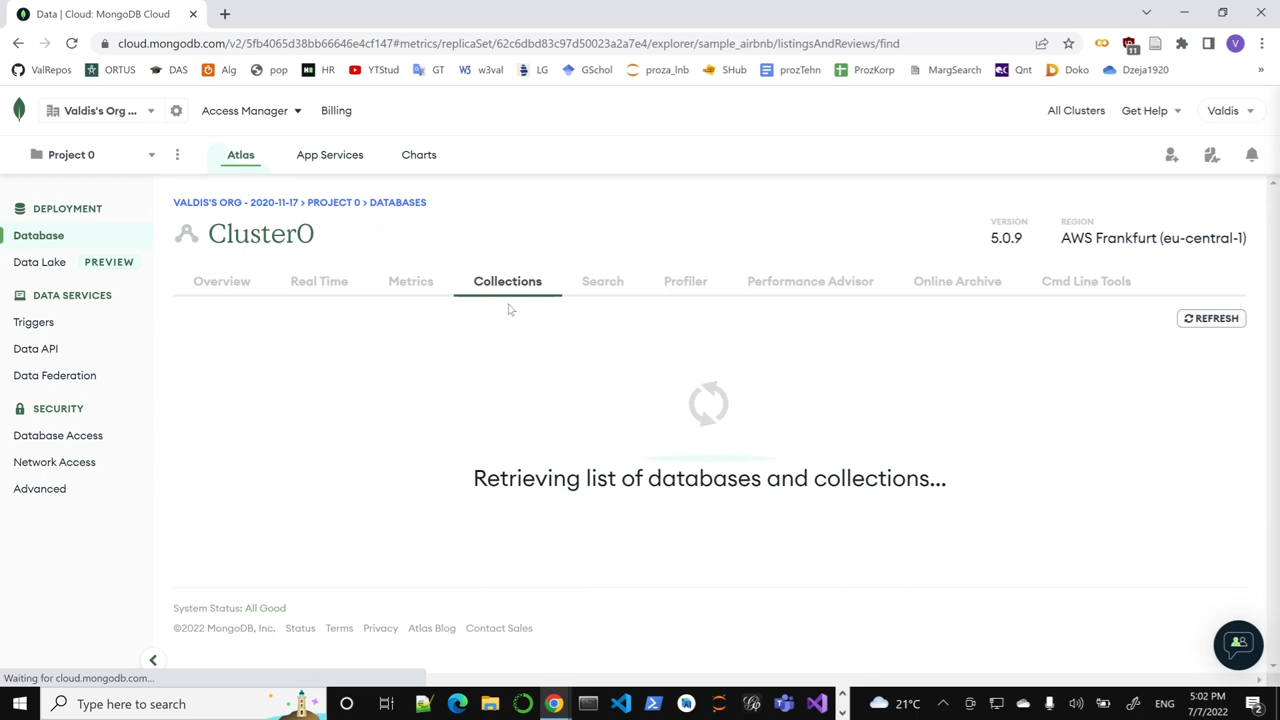 Data | Cloud: MongoDB Cloud
cloud.mongodb.com/v2/5fb4065d38bb66646e4cf147#metrics/replicaSet/62c6db183c97d50023a2a7e4/explorer/sample_airbnb/listingsAndReviews/find
11
V
ValRepos ORTUS DAS Alg pop HR YTStud GT w3val LG GSchol proza_lnb SHub prozTehn ProzKorp MargSearch Qnt Doko Dzeja1920 »
Valdis's Org ... Access Manager Billing All Clusters Get Help Valdis
Project 0 Atlas App Services Charts
DEPLOYMENT
Database
Data Lake PREVIEW
DATA SERVICES
Triggers
Data API
Data Federation
SECURITY
Database Access
Network Access
Advanced
VALDIS'S ORG - 2020-11-17 > PROJECT 0 > DATABASES
Cluster0
VERSION
5.0.9
REGION
AWS Frankfurt (eu-central-1)
Overview Real Time Metrics Collections Search Profiler Performance Advisor Online Archive Cmd Line Tools
REFRESH
Retrieving list of databases and collections...
System Status: All Good
©2022 MongoDB, Inc. Status Terms Privacy Atlas Blog Contact Sales
Waiting for cloud.mongodb.com...
Type here to search
21°C
ENG
5:02 PM
7/7/2022
2